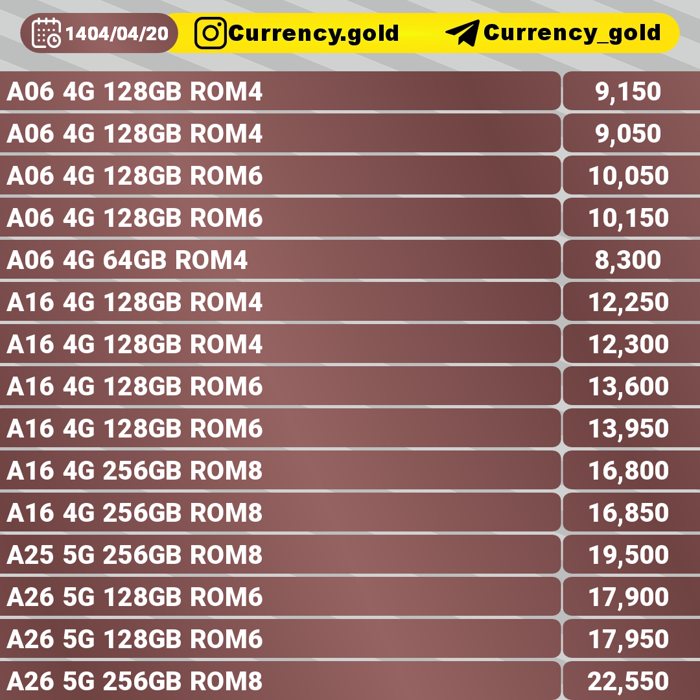 1404/04/20 Currency.gold Currency_gold
A06 4G 128GB ROM4 9,150
A06 4G 128GB ROM4 9,050
A06 4G 128GB ROM6 10,050
A06 4G 128GB ROM6 10,150
A06 4G 64GB ROM4 8,300
A16 4G 128GB ROM4 12,250
A16 4G 128GB ROM4 12,300
A16 4G 128GB ROM6 13,600
A16 4G 128GB ROM6 13,950
A16 4G 256GB ROM8 16,800
A16 4G 256GB ROM8 16,850
A25 5G 256GB ROM8 19,500
A26 5G 128GB ROM6 17,900
A26 5G 128GB ROM6 17,950
A26 5G 256GB ROM8 22,550